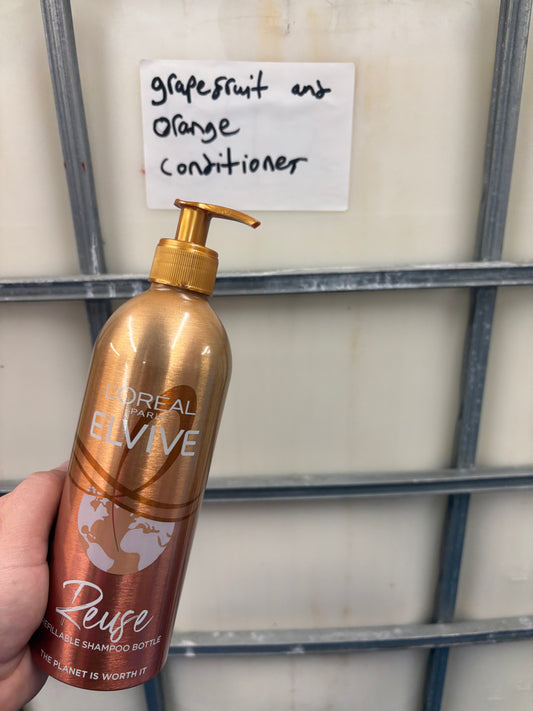 grapefruit and
orange
conditioner
L'ORÉAL
PARIS
ELVIVE
Reuse
REFILLABLE SHAMPOO BOTTLE
THE PLANET IS WORTH IT